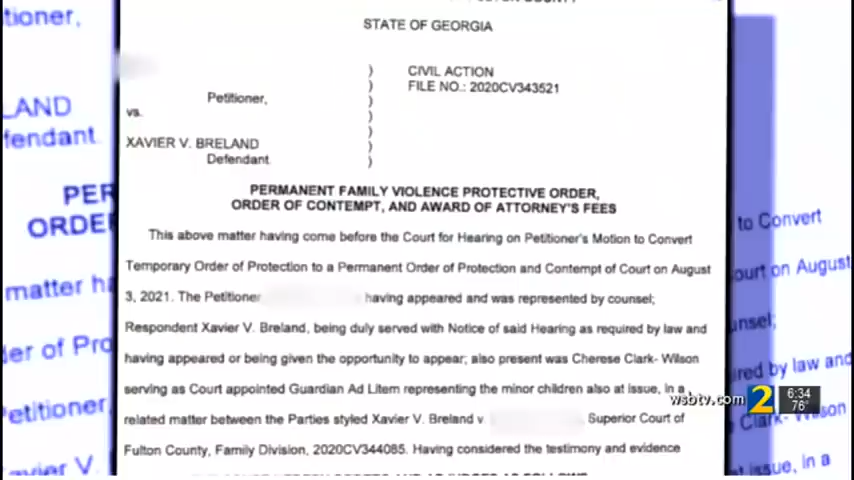 STATE OF GEORGIA
) CIVIL ACTION
) FILE NO.: 2020CV343521
Petitioner, )
vs. )
)
XAVIER V. BRELAND )
Defendant )
PERMANENT FAMILY VIOLENCE PROTECTIVE ORDER,
ORDER OF CONTEMPT, AND AWARD OF ATTORNEY'S FEES
This above matter having come before the Court for Hearing on Petitioner's Motion to Convert
Temporary Order of Protection to a Permanent Order of Protection and Contempt of Court on August
3, 2021. The Petitioner having appeared and was represented by counsel;
Respondent Xavier V. Breland, being duly served with Notice of said Hearing as required by law and
having appeared or being given the opportunity to appear; also present was Cherese Clark- Wilson
serving as Court appointed Guardian Ad Litem representing the minor children also at issue, in a
related matter between the Parties styled Xavier V. Breland v. Superior Court of
Fulton County, Family Division, 2020CV344085. Having considered the testimony and evidence
tioner,
LAND
fendant
PER
ORDE
matter ha
er of Pro
Petitioner
avier V.
to Convert
ourt on August
nsel;
ired by law and
Clark- Wilson
at issue, in a
wsbtv.com 2 6:34
76°